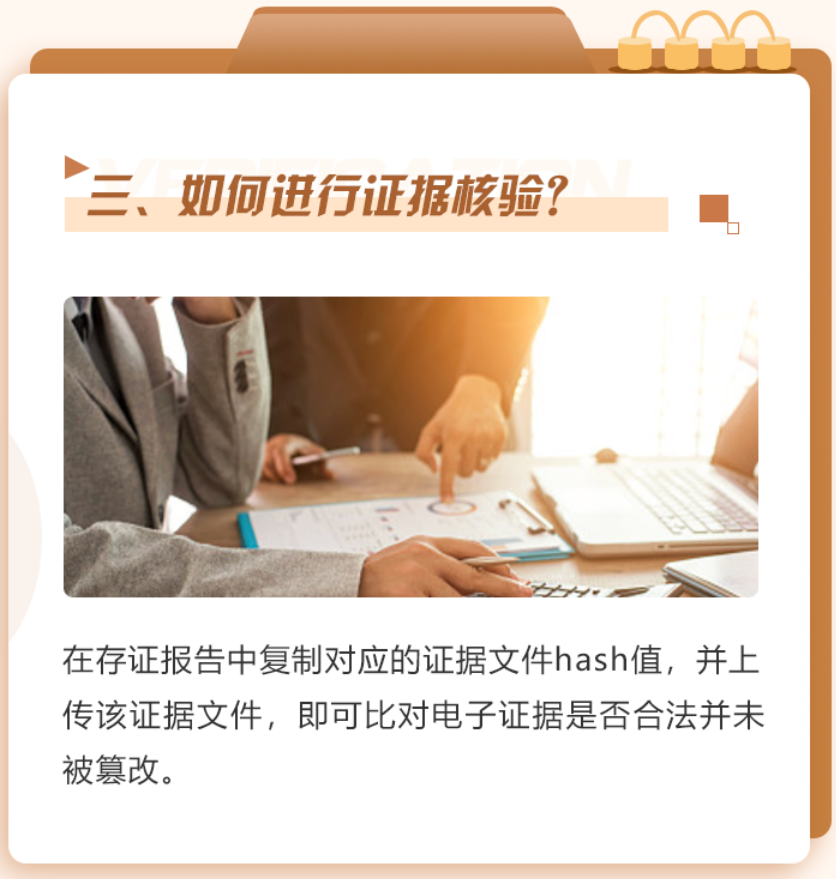 三、如何进行证据核验？
在存证报告中复制对应的证据文件hash值，并上
传该证据文件，即可比对电子证据是否合法并未
被篡改。